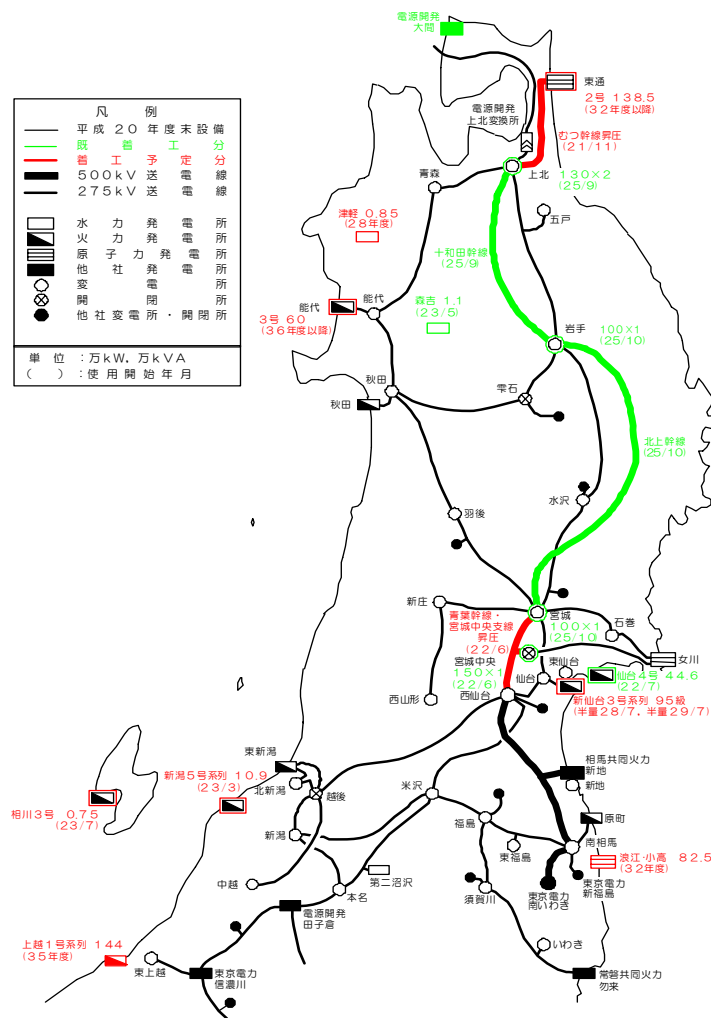 電源開発
大間
東通
2号 138.5
(32年度以降)
電源開発
上北変換所
むつ幹線昇圧
(21/11)
凡例
平成20年度末設備
既着工分
着工予定分
500kV送電線
275kV送電線
水力発電所
火力発電所
原子力発電所
他社発電所
変電所
開閉所
他社変電所・開閉所
単位:万kW,万kVA
( ):使用開始年月
青森
上北
130×2
(25/9)
津軽 0.85
(28年度)
五戸
十和田幹線
(25/9)
能代
3号 60
(36年度以降)
能代
森吉 1.1
(23/5)
岩手
100×1
(25/10)
秋田
雫石
秋田
北上幹線
(25/10)
水沢
羽後
新庄
青葉幹線・
宮城中央支線
昇圧
(22/6)
宮城
100×1
(25/10)
石巻
女川
宮城中央
150×1
(22/6)
東仙台
仙台
仙台4号 44.6
(22/7)
西山形
西仙台
新仙台3号系列 95級
(半量28/7,半量29/7)
東新潟
北新潟
越後
新潟5号系列 10.9
(23/3)
相川3号 0.75
(23/7)
米沢
相馬共同火力
新地
新地
原町
新潟
福島
東福島
南相馬
浪江・小高 82.5
(32年度)
中越
本名
第二沼沢
須賀川
東京電力
南いわき
東京電力
新福島
電源開発
田子倉
上越1号系列 144
(35年度)
東上越
東京電力
信濃川
いわき
常磐共同火力
勿来